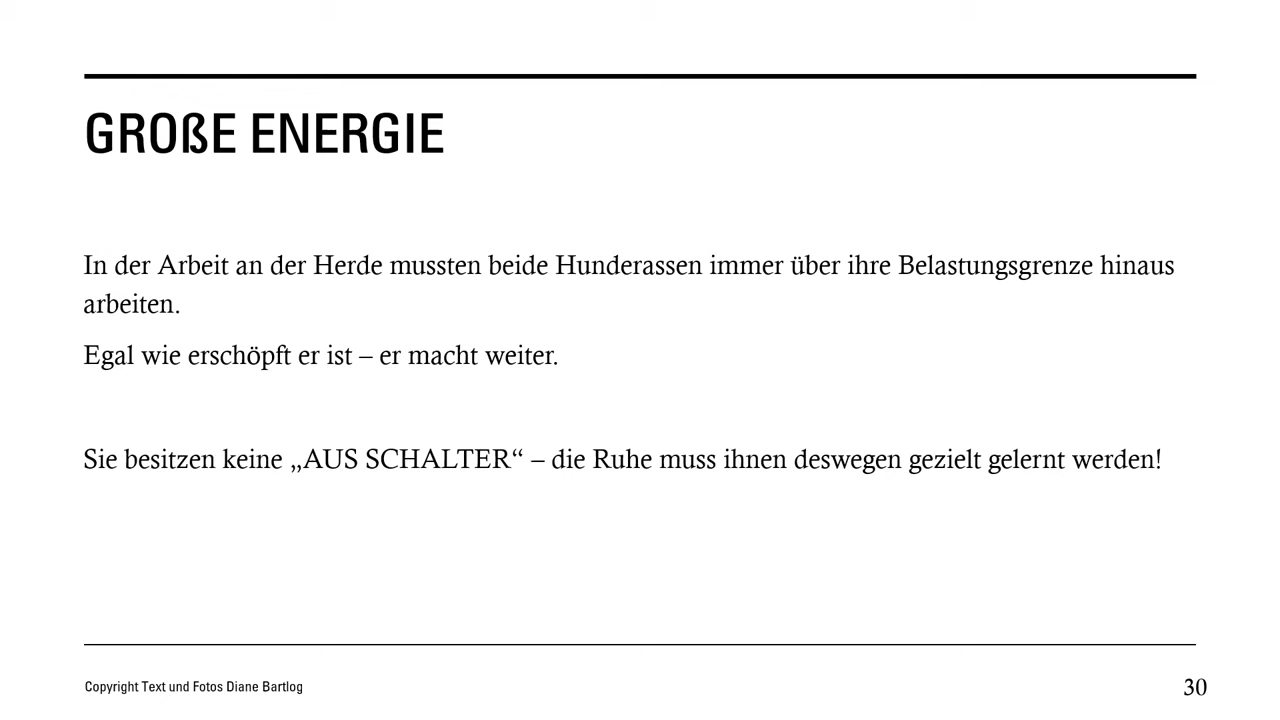 GROßE ENERGIE
In der Arbeit an der Herde mussten beide Hunderassen immer über ihre Belastungsgrenze hinaus
arbeiten.
Egal wie erschöpft er ist – er macht weiter.
Sie besitzen keine „AUS SCHALTER“ – die Ruhe muss ihnen deswegen gezielt gelernt werden!
Copyright Text und Fotos Diane Bartlog
30